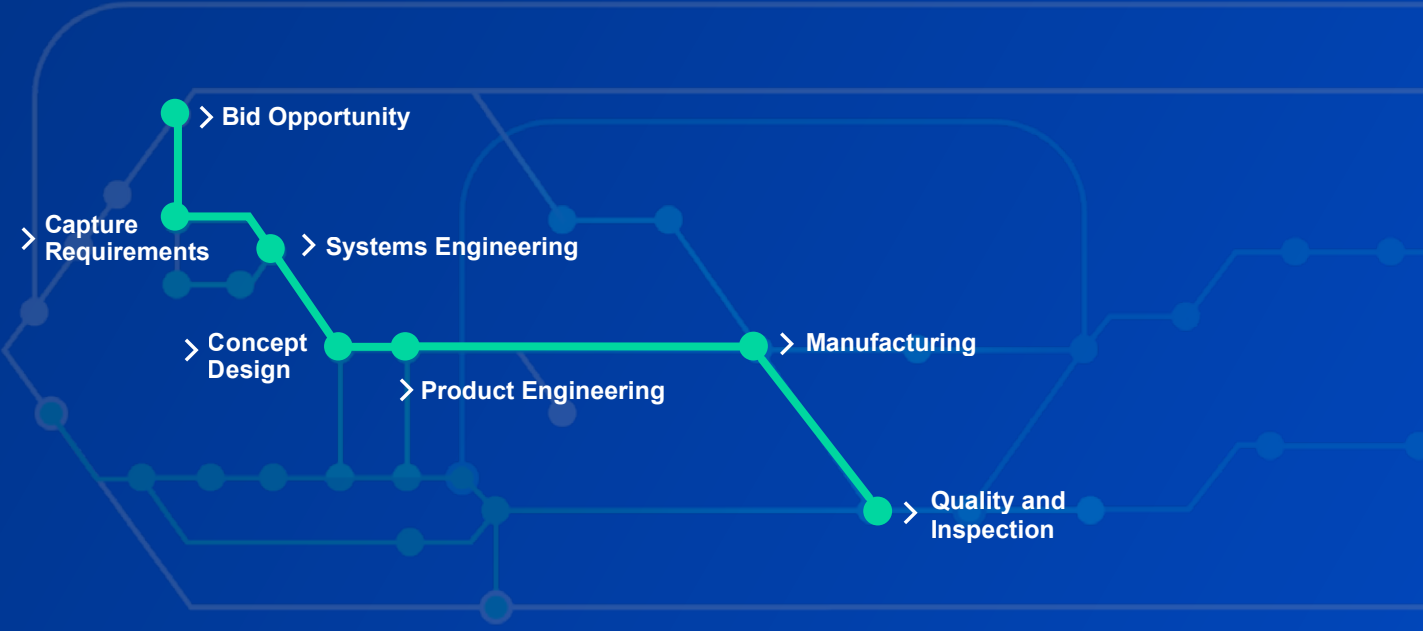 Bid Opportunity
Capture
Requirements
Systems Engineering
Concept
Design
Manufacturing
Product Engineering
Quality and
Inspection